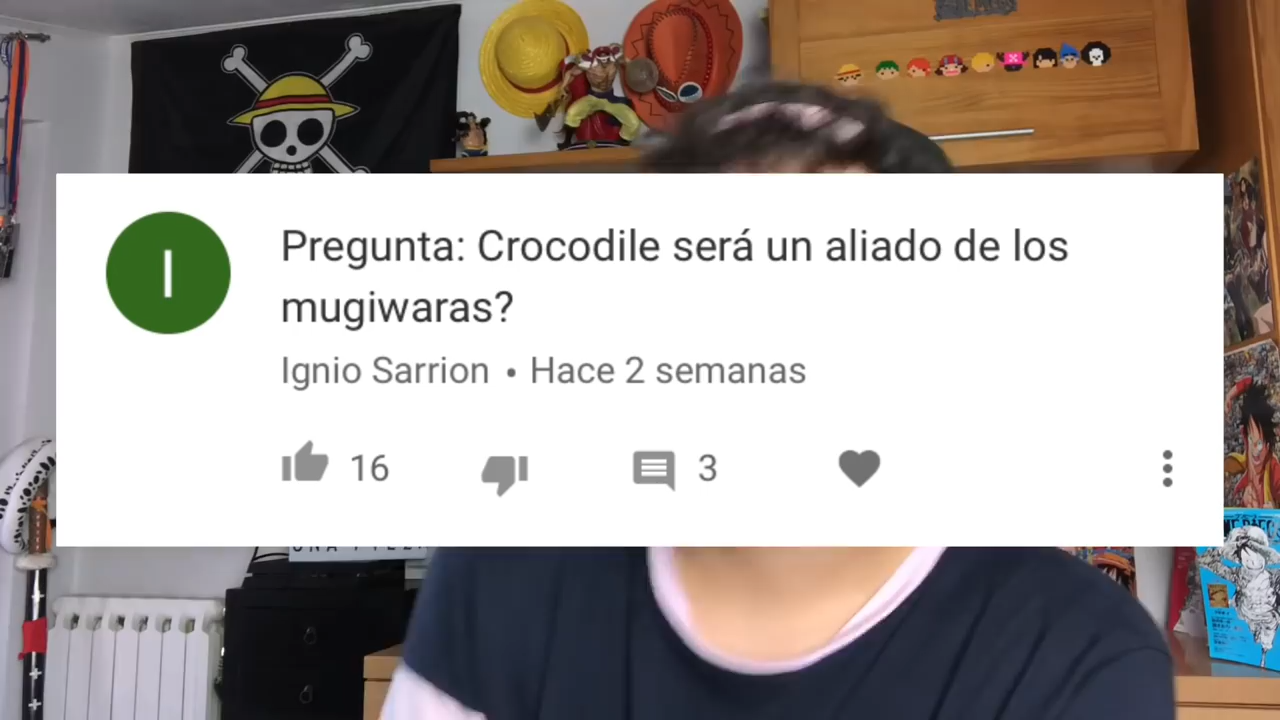 I
Pregunta: Crocodile será un aliado de los
mugiwaras?
Ignio Sarrion • Hace 2 semanas
16
3